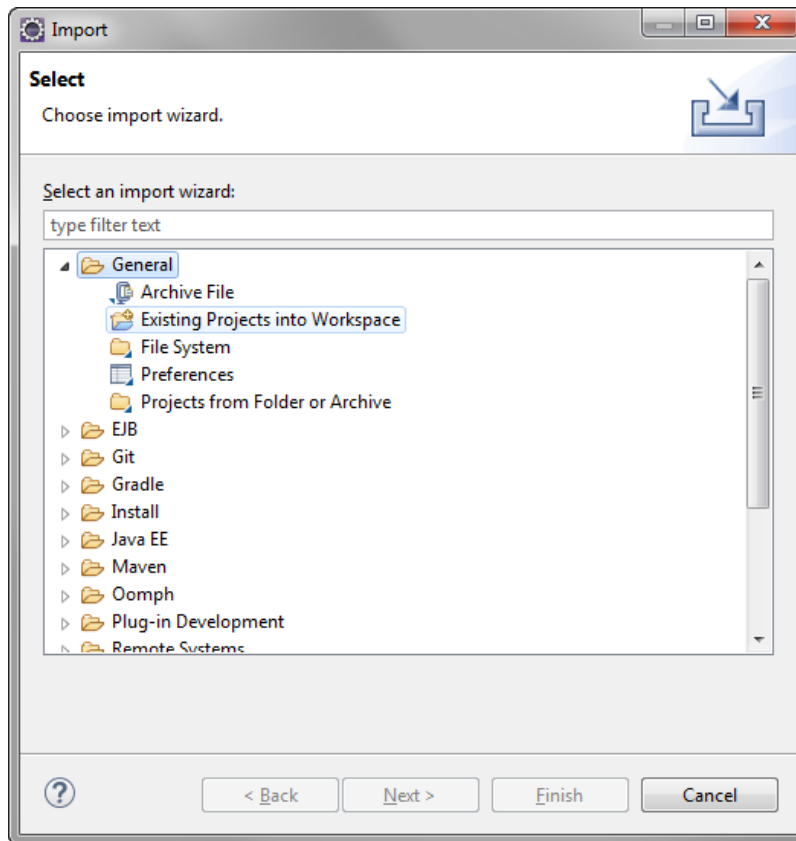 Import
Select
Choose import wizard.
Select an import wizard:
type filter text
General
Archive File
Existing Projects into Workspace
File System
Preferences
Projects from Folder or Archive
EJB
Git
Gradle
Install
Java EE
Maven
Oomph
Plug-in Development
Remote Systems
?
< Back Next > Finish Cancel